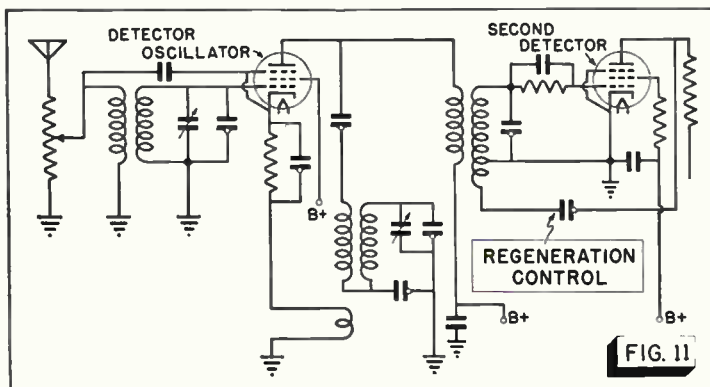 DETECTOR
OSCILLATOR
SECOND
DETECTOR
B+
REGENERATION
CONTROL
B+
B+
FIG. 11